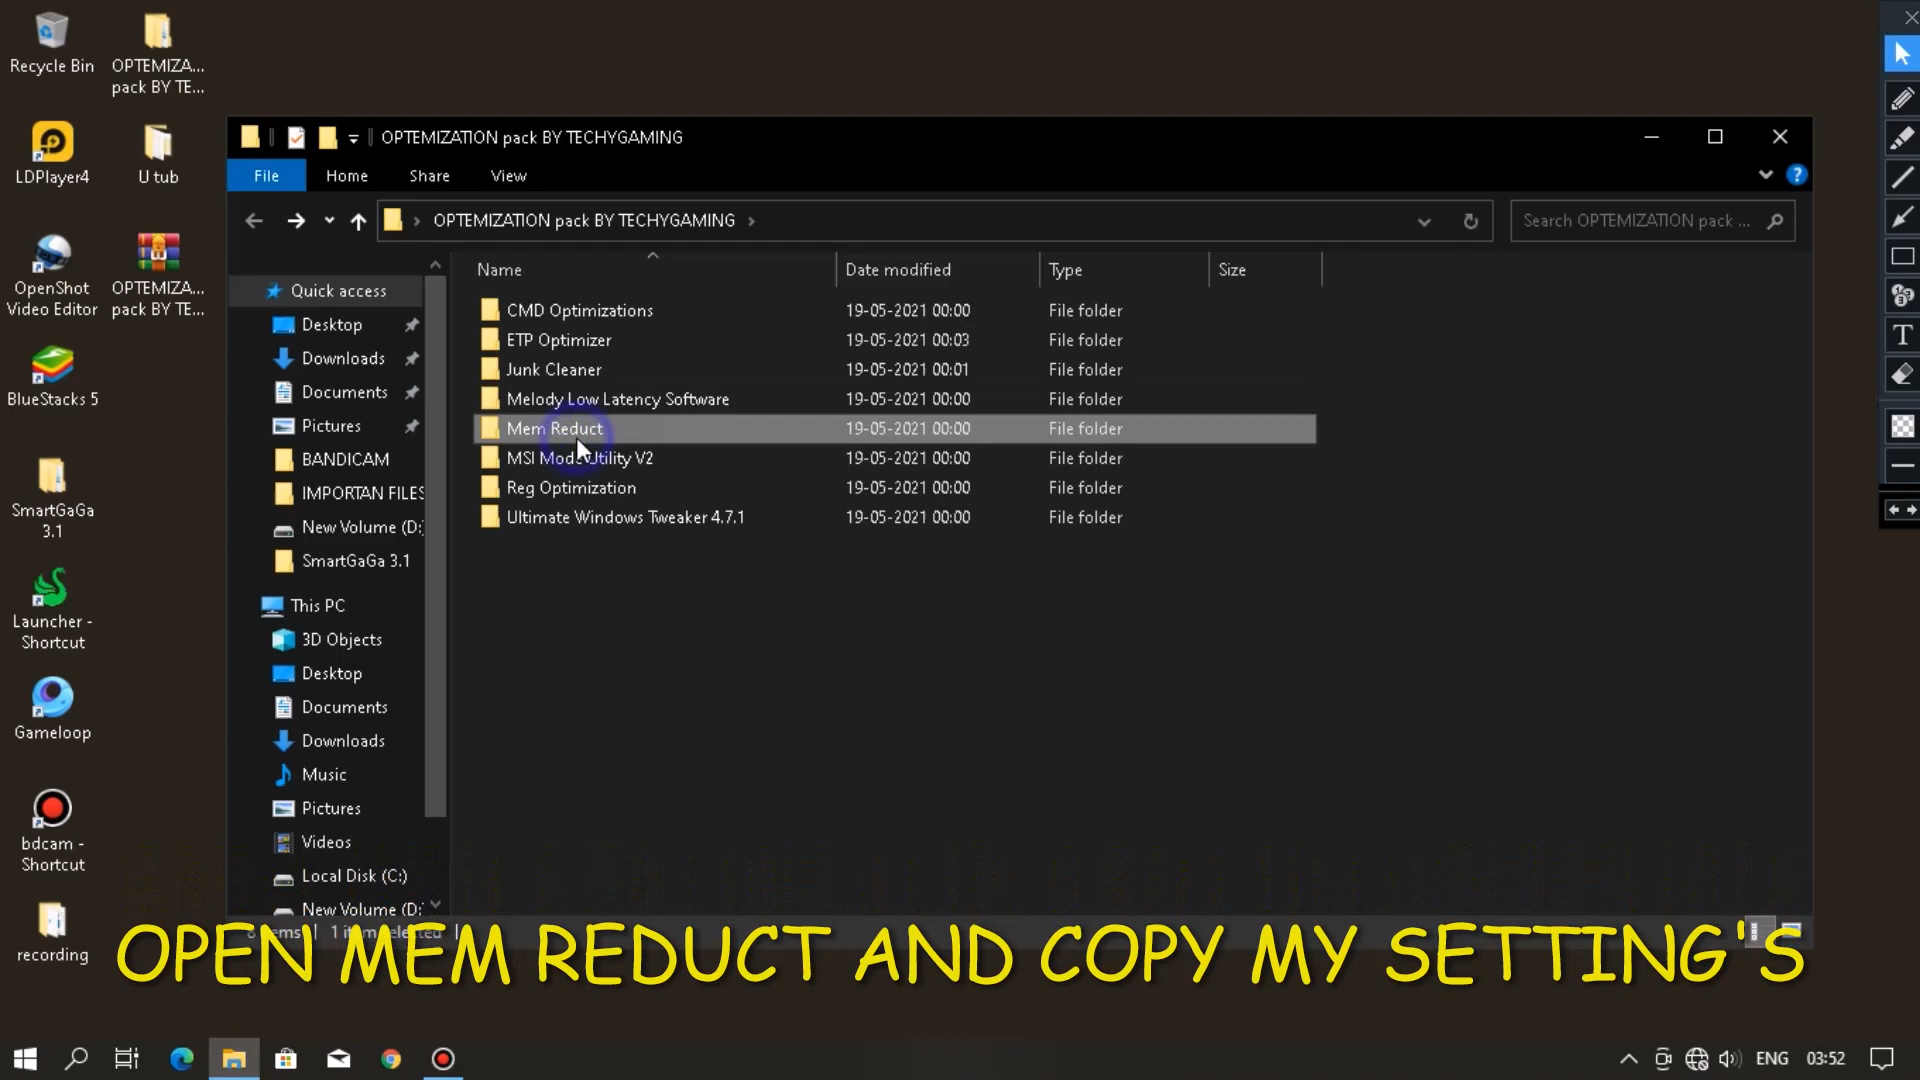 Recycle Bin
OPTEMIZA...
pack BY TE...
LDPlayer4
U tub
OpenShot
Video Editor
OPTEMIZA...
pack BY TE...
BlueStacks 5
SmartGaGa
3.1
Launcher -
Shortcut
Gameloop
bdcam -
Shortcut
recording
OPTEMIZATION pack BY TECHYGAMING
File
Home
Share
View
?
OPTEMIZATION pack BY TECHYGAMING
Search OPTEMIZATION pack ...
Quick access
Desktop
Downloads
Documents
Pictures
BANDICAM
IMPORTAN FILES
New Volume (D:
SmartGaGa 3.1
This PC
3D Objects
Desktop
Documents
Downloads
Music
Pictures
Videos
Local Disk (C:)
New Volume (D:
Name
Date modified
Type
Size
CMD Optimizations 19-05-2021 00:00 File folder
ETP Optimizer 19-05-2021 00:03 File folder
Junk Cleaner 19-05-2021 00:01 File folder
Melody Low Latency Software 19-05-2021 00:00 File folder
Mem Reduct 19-05-2021 00:00 File folder
MSI Mode Utility V2 19-05-2021 00:00 File folder
Reg Optimization 19-05-2021 00:00 File folder
Ultimate Windows Tweaker 4.7.1 19-05-2021 00:00 File folder
8 items 1 item selected
OPEN MEM REDUCT AND COPY MY SETTING'S
T
ENG
03:52